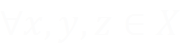 ∀x, y, z ∈ X